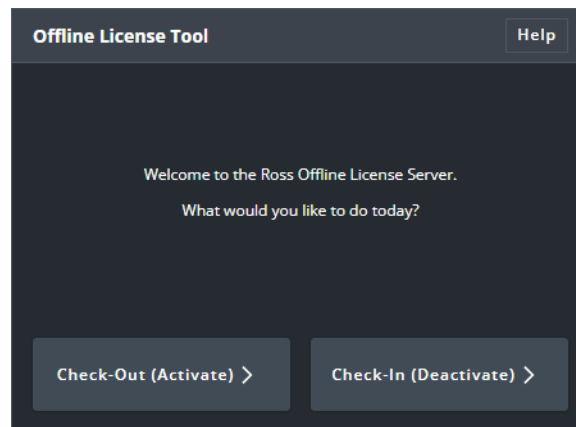 Offline License Tool
Help
Welcome to the Ross Offline License Server.
What would you like to do today?
Check-Out (Activate)
Check-In (Deactivate)